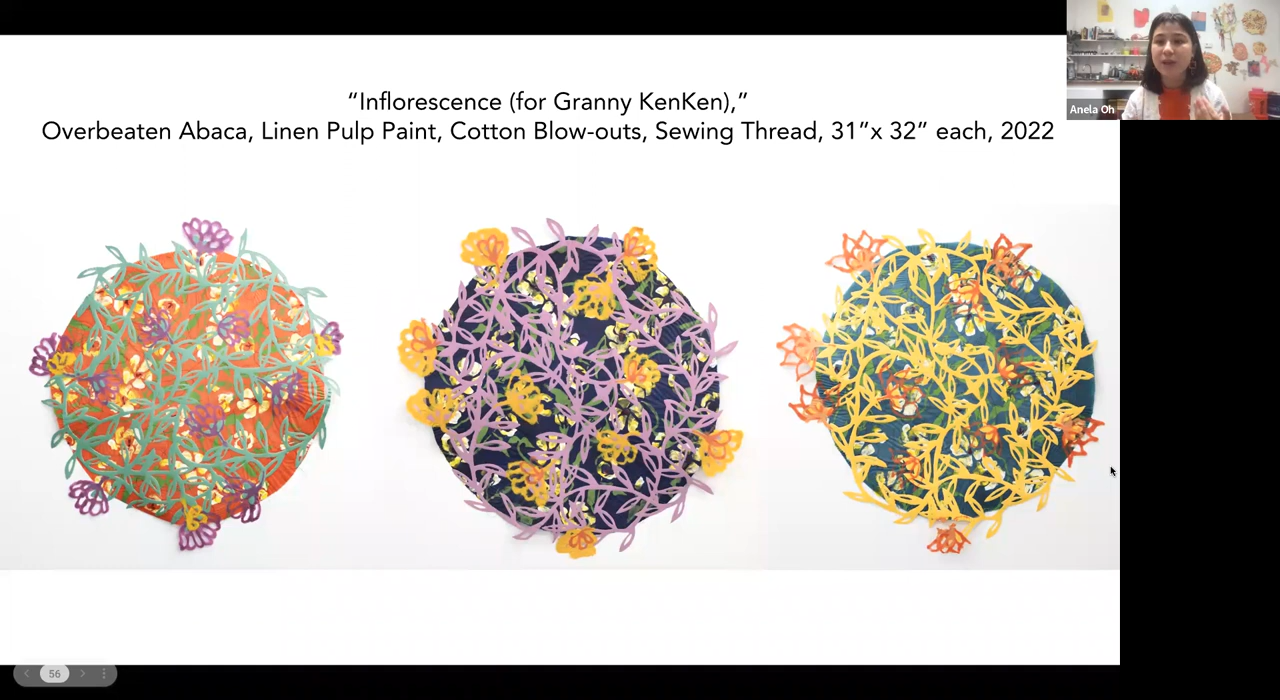 “Inflorescence (for Granny KenKen),”
Overbeaten Abaca, Linen Pulp Paint, Cotton Blow-outs, Sewing Thread, 31”x 32” each, 2022
Anela Oh
56